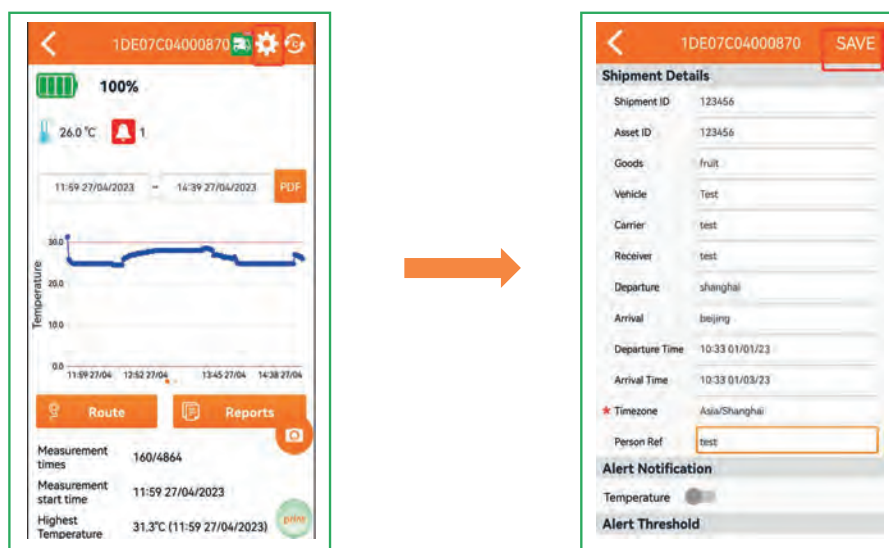 1DE07C04000870
100%
26.0 °C 1
11:59 27/04/2023 - 14:39 27/04/2023 PDF
Temperature
30.0
20.0
10.0
0.0
11:59 27/04 12:52 27/04 13:45 27/04 14:38 27/04
Route Reports
Measurement times 160/4864
Measurement start time 11:59 27/04/2023
Highest Temperature 31.3°C (11:59 27/04/2023)
print
1DE07C04000870 SAVE
Shipment Details
Shipment ID 123456
Asset ID 123456
Goods fruit
Vehicle Test
Carrier test
Receiver test
Departure shanghai
Arrival beijing
Departure Time 10:33 01/01/23
Arrival Time 10:33 01/03/23
* Timezone Asia/Shanghai
Person Ref test
Alert Notification
Temperature
Alert Threshold